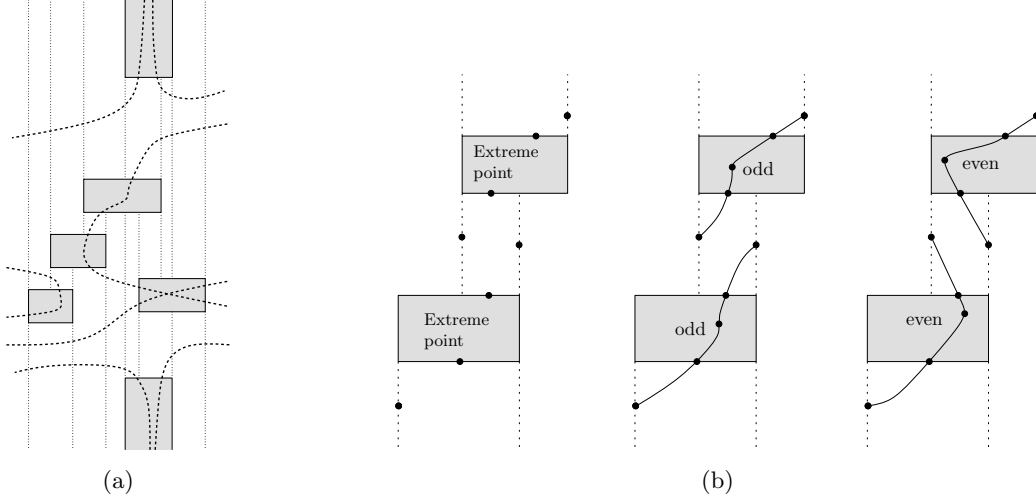 Extreme
point
odd
even
Extreme
point
odd
even
(a)
(b)